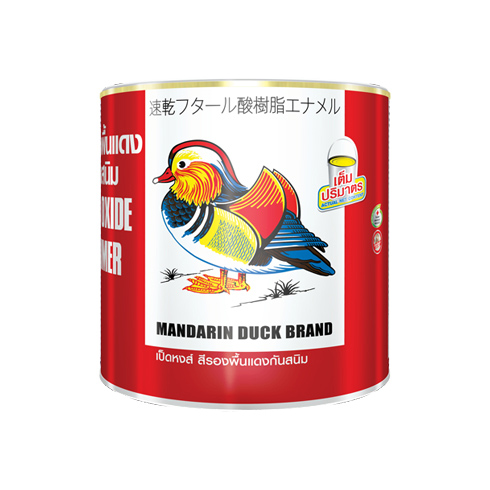 速乾フタール酸樹脂エナメル
เต็ม
ปริมาตร
MANDARIN DUCK BRAND
เป็ดหงส์ สีรองพื้นแดงกันสนิม
พื้นแดง
สนิม
OXIDE
MER